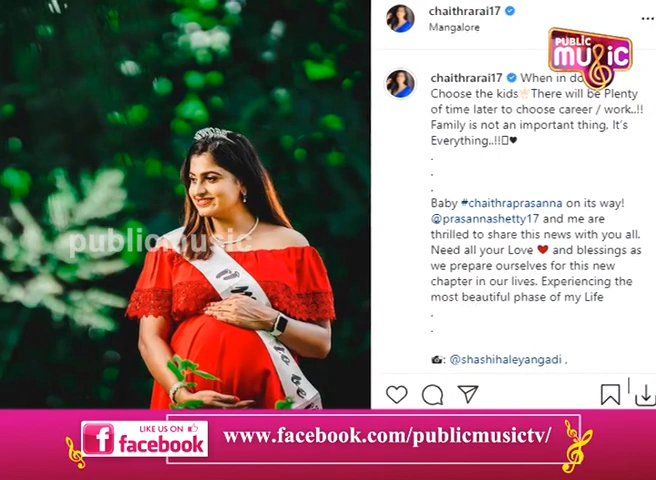 chaithrarai17
Mangalore
PUBLIC
music
chaithrarai17 When in do
Choose the kids There will be Plenty
of time later to choose career / work..!!
Family is not an important thing, It's
Everything..!!
.
.
.
Baby #chaithraprasanna on its way!
@prasannashetty17 and me are
thrilled to share this news with you all.
Need all your Love ❤ and blessings as
we prepare ourselves for this new
chapter in our lives. Experiencing the
most beautiful phase of my Life
.
.
📷: @shashihaleyangadi .
publicmusic
to be
LIKE US ON
facebook
www.facebook.com/publicmusictv/